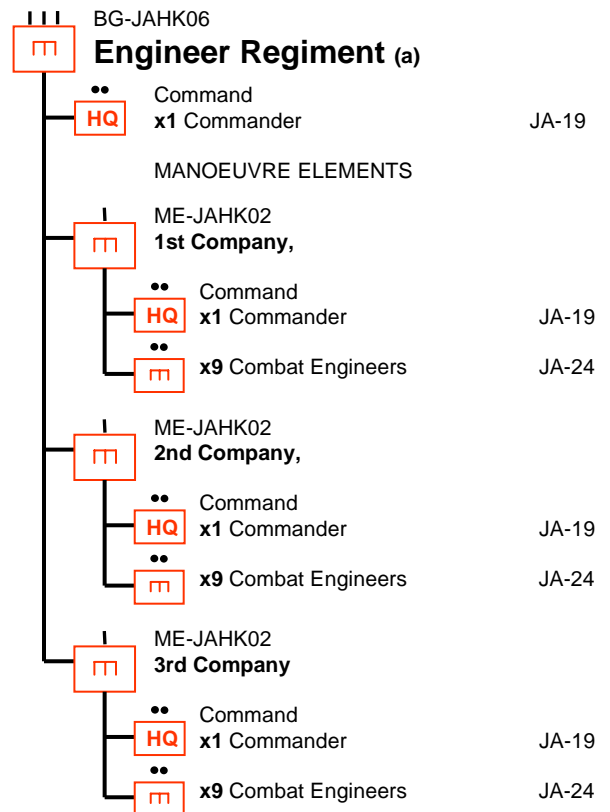 BG-JAHK06
Engineer Regiment (a)
Command
HQ x1 Commander JA-19
MANOEUVRE ELEMENTS
ME-JAHK02
1st Company,
Command
HQ x1 Commander JA-19
x9 Combat Engineers JA-24
ME-JAHK02
2nd Company,
Command
HQ x1 Commander JA-19
x9 Combat Engineers JA-24
ME-JAHK02
3rd Company
Command
HQ x1 Commander JA-19
x9 Combat Engineers JA-24